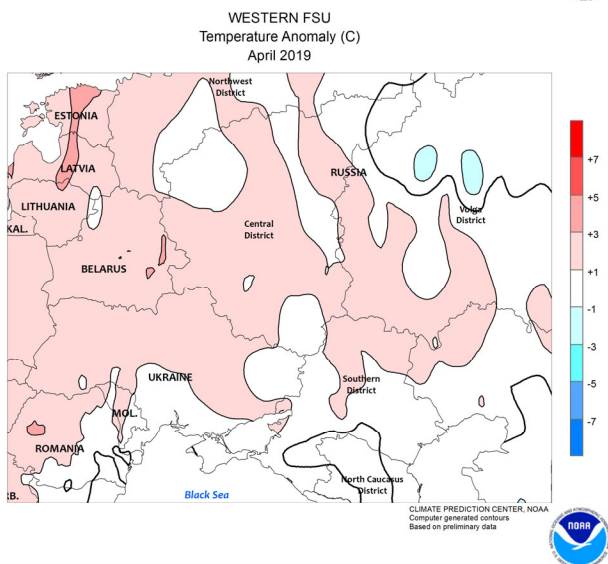 WESTERN FSU
Temperature Anomaly (C)
April 2019
Northwest
District
ESTONIA
LATVIA
RUSSIA
LITHUANIA
Volga
District
KAL.
Central
District
BELARUS
UKRAINE
Southern
District
MOL.
ROMANIA
North Caucasus
District
RB.
Black Sea
+7
+5
+3
+1
-1
-3
-5
-7
CLIMATE PREDICTION CENTER, NOAA
Computer generated contours
Based on preliminary data
NOAA